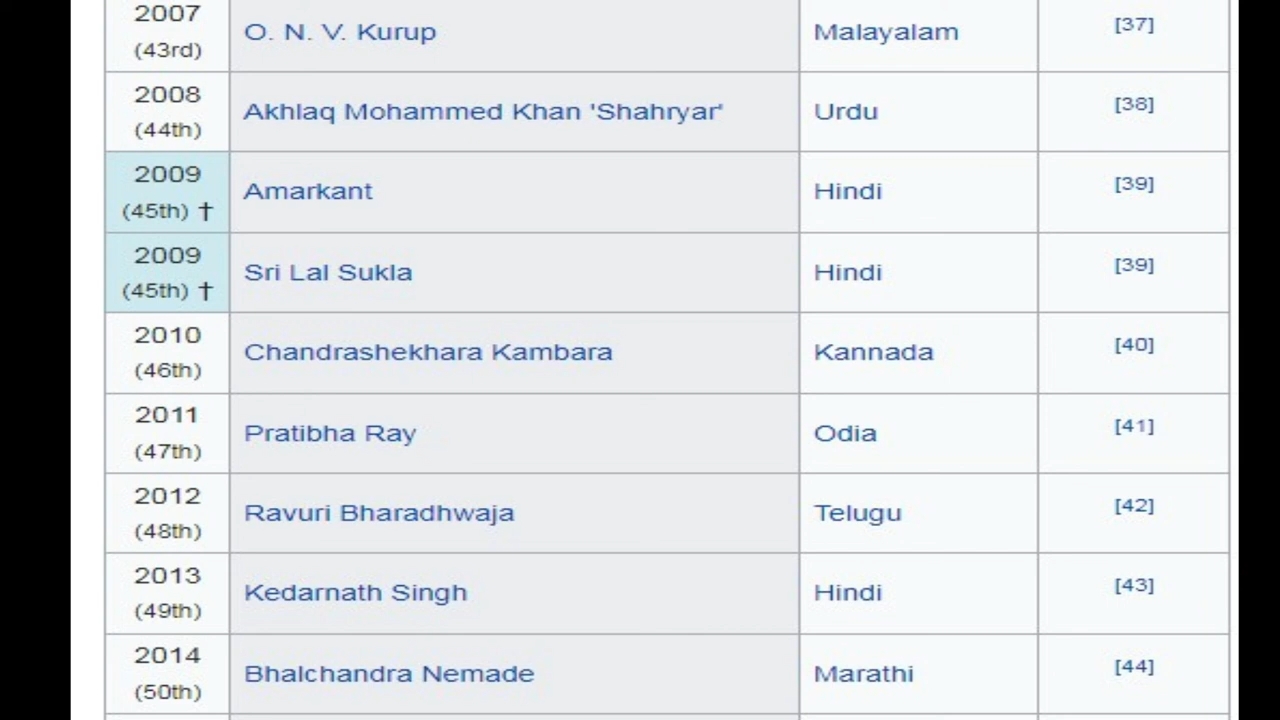 2007
(43rd)
O. N. V. Kurup
Malayalam
[37]
2008
(44th)
Akhlaq Mohammed Khan 'Shahryar'
Urdu
[38]
2009
(45th) †
Amarkant
Hindi
[39]
2009
(45th) †
Sri Lal Sukla
Hindi
[39]
2010
(46th)
Chandrashekhara Kambara
Kannada
[40]
2011
(47th)
Pratibha Ray
Odia
[41]
2012
(48th)
Ravuri Bharadhwaja
Telugu
[42]
2013
(49th)
Kedarnath Singh
Hindi
[43]
2014
(50th)
Bhalchandra Nemade
Marathi
[44]